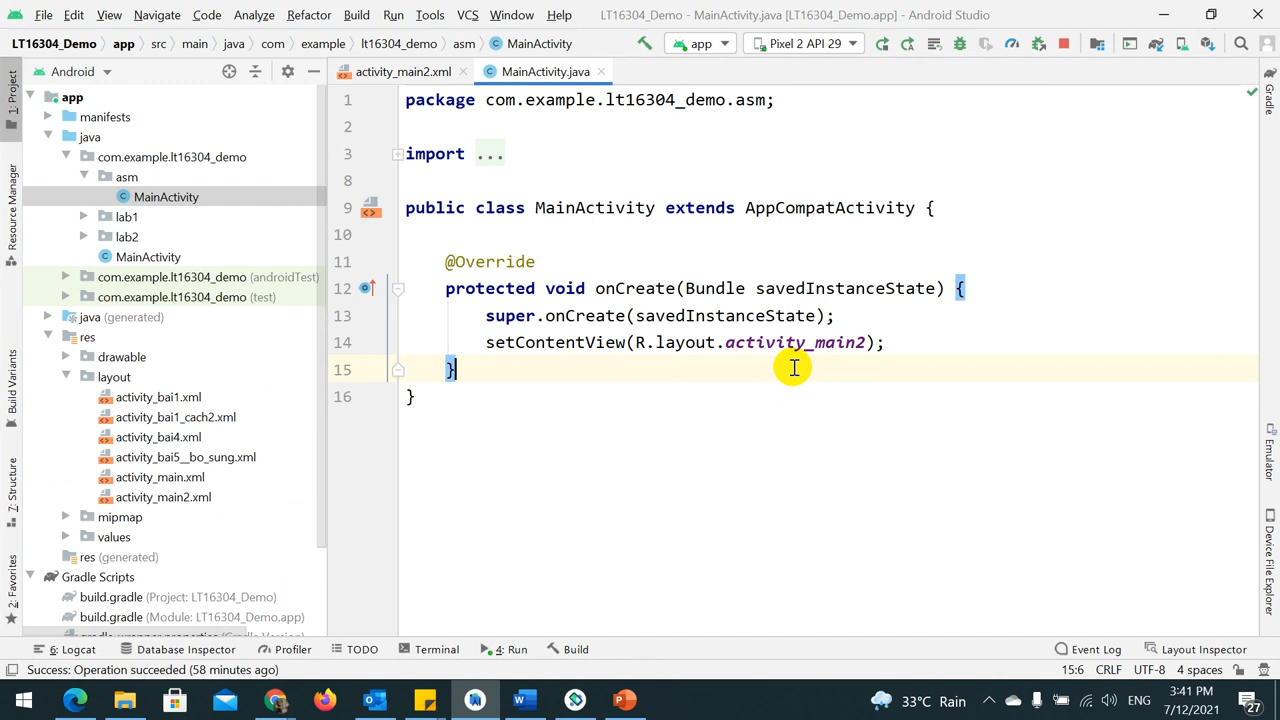 File Edit View Navigate Code Analyze Refactor Build Run Tools VCS Window Help LT16304_Demo - MainActivity.java [LT16304_Demo.app] - Android Studio
LT16304_Demo app src main java com example lt16304_demo asm MainActivity app Pixel 2 API 29
1: Project
Resource Manager
Build Variants
7: Structure
2: Favorites
Android
app
manifests
java
com.example.lt16304_demo
asm
MainActivity
lab1
lab2
MainActivity
com.example.lt16304_demo (androidTest)
com.example.lt16304_demo (test)
java (generated)
res
drawable
layout
activity_bai1.xml
activity_bai1_cach2.xml
activity_bai4.xml
activity_bai5__bo_sung.xml
activity_main.xml
activity_main2.xml
mipmap
values
res (generated)
Gradle Scripts
build.gradle (Project: LT16304_Demo)
build.gradle (Module: LT16304_Demo.app)
gradle-wrapper.properties (Gradle Version)
activity_main2.xml MainActivity.java
1 package com.example.lt16304_demo.asm;
2
3 import ...
8
9 public class MainActivity extends AppCompatActivity {
10
11 @Override
12 protected void onCreate(Bundle savedInstanceState) {
13 super.onCreate(savedInstanceState);
14 setContentView(R.layout.activity_main2);
15 }
16 }
Gradle
Emulator
Device File Explorer
6: Logcat Database Inspector Profiler TODO Terminal 4: Run Build Event Log Layout Inspector
Success: Operation succeeded (58 minutes ago) 15:6 CRLF UTF-8 4 spaces
33°C Rain ENG 3:41 PM
7/12/2021
27